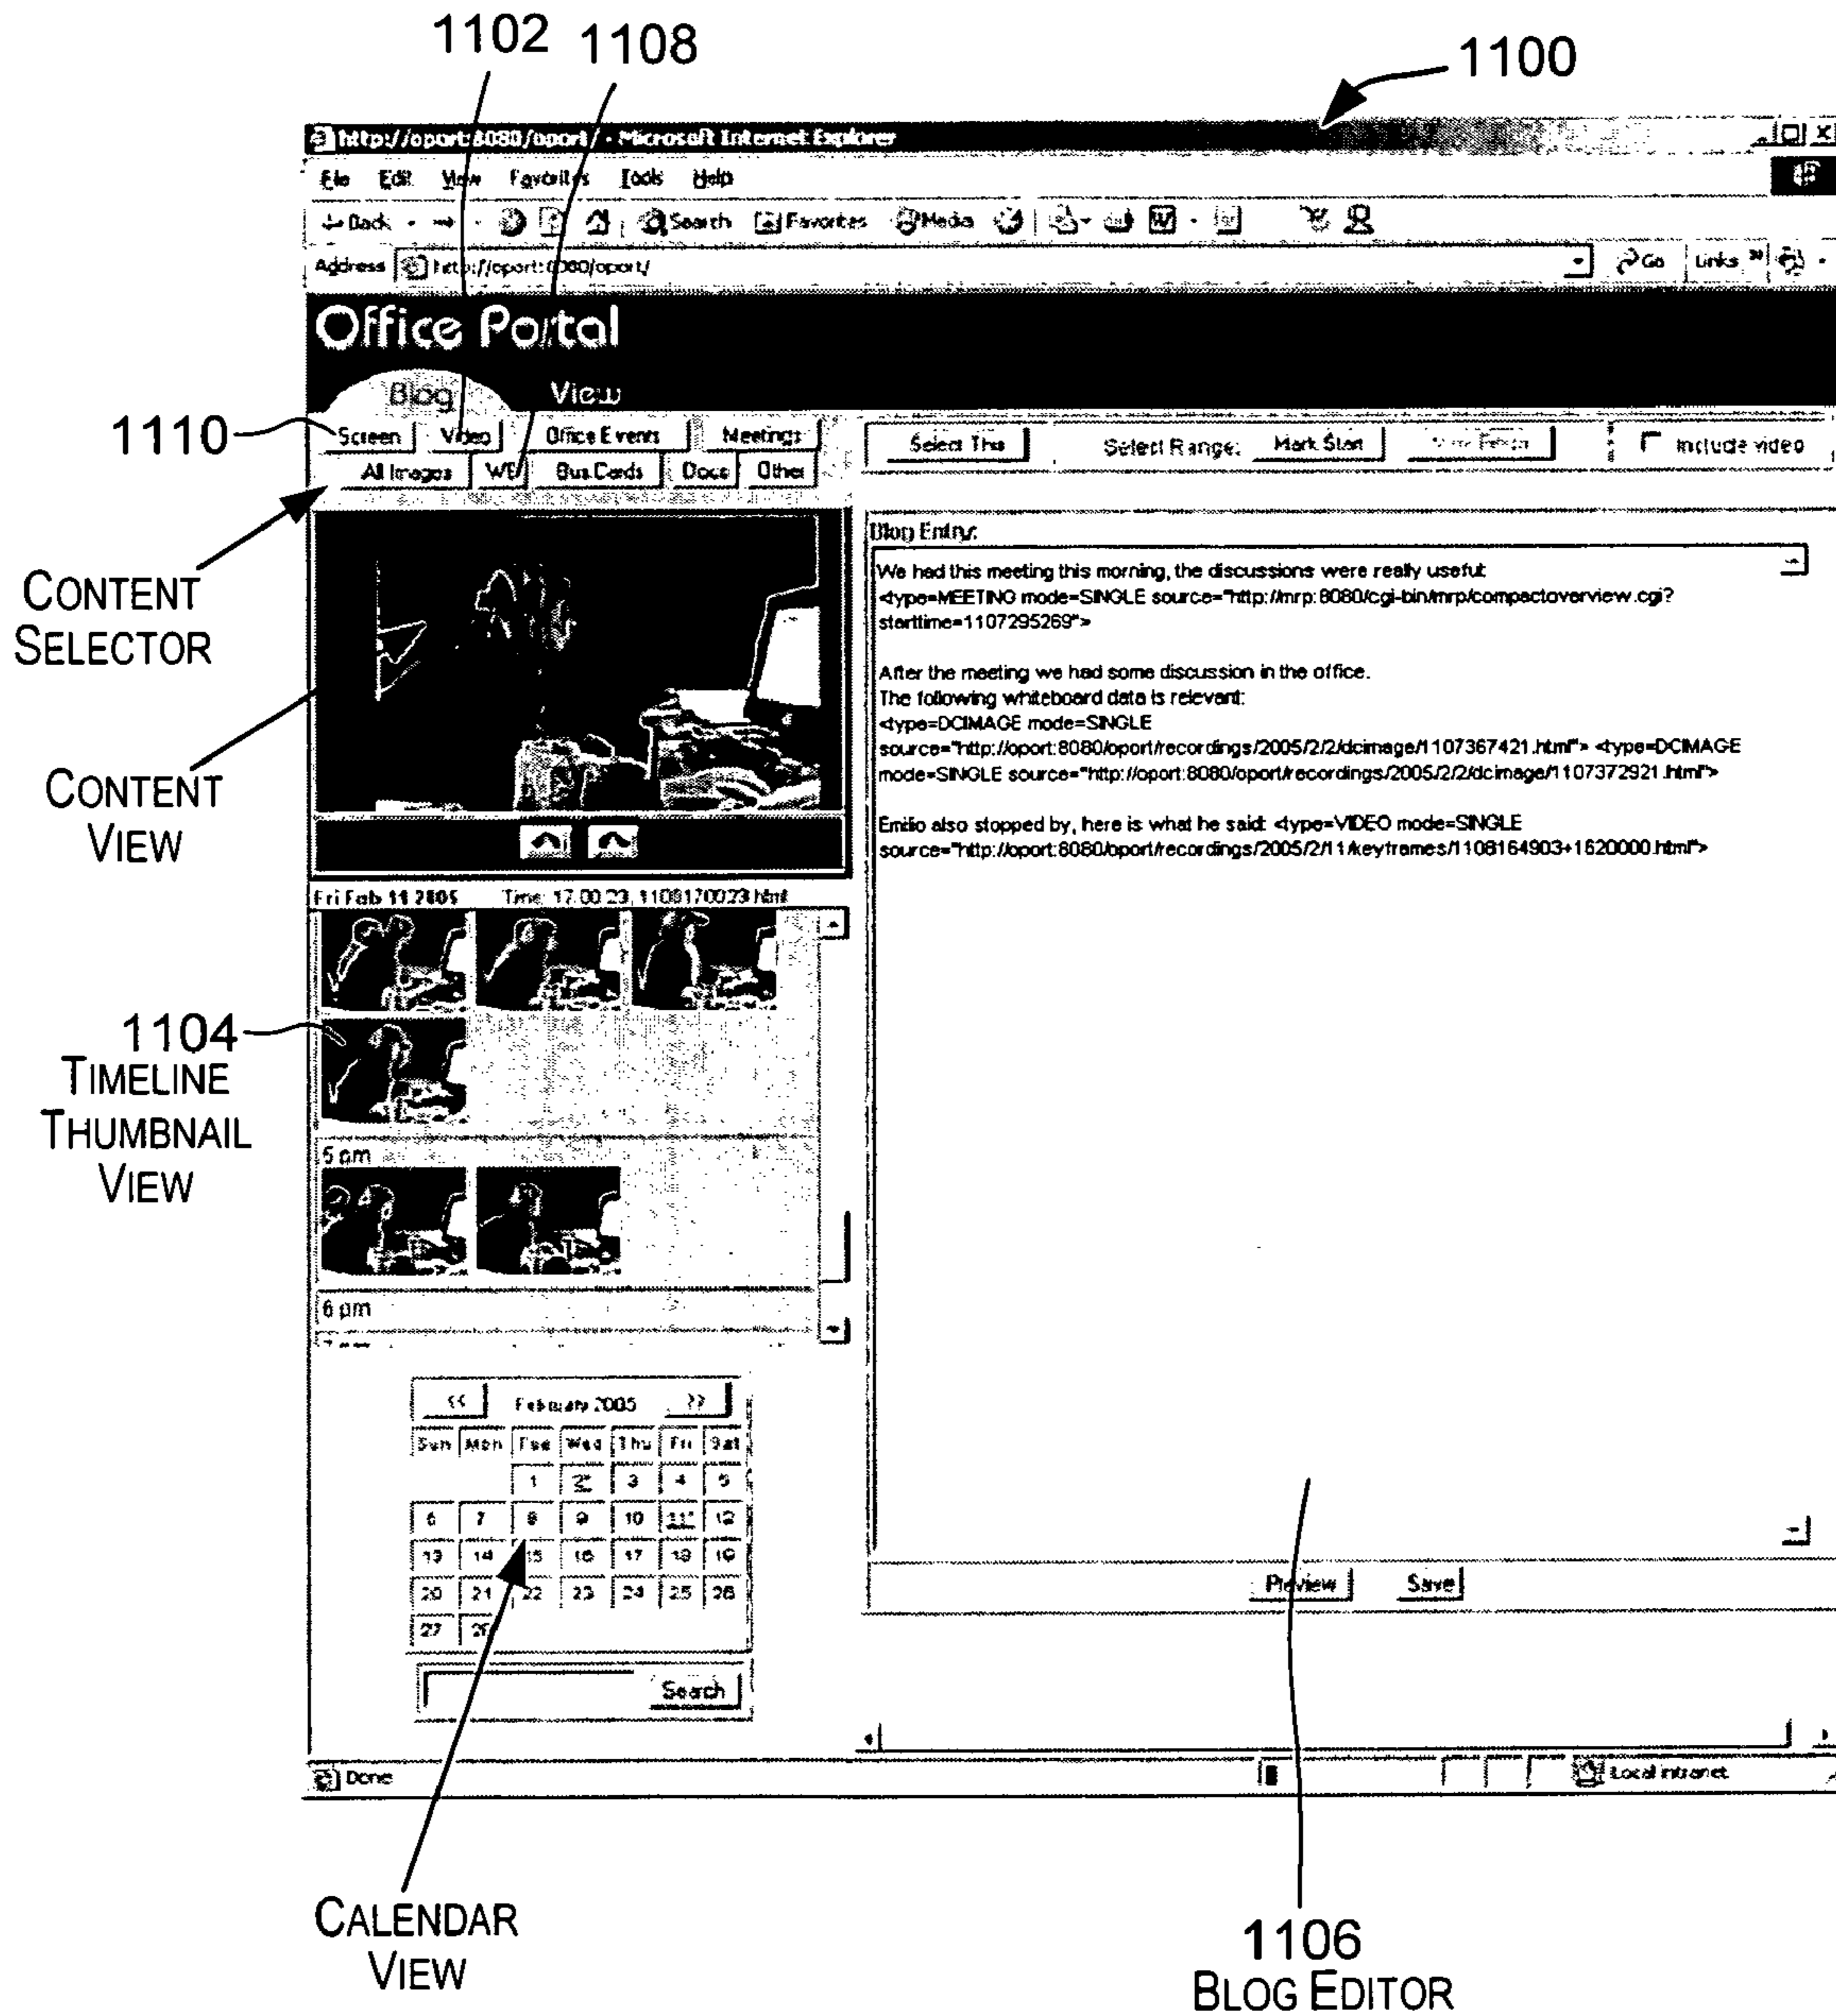 1102 1108 1100
http://oport:8080/oport/ - Microsoft Internet Explorer
File Edit View Favorites Tools Help
Back Search Favorites Media
Address http://oport:8080/oport/ Go Links
Office Portal
Blog View
1110
Screen Video Office Events Meetings
All Images WB Bus.Cards Docs Other
Select This Select Range: Mark Start Include video
CONTENT
SELECTOR
CONTENT
VIEW
Blog Entry:
We had this meeting this morning, the discussions were really useful:
<type=MEETING mode=SINGLE source="http://mrp:8080/cgi-bin/mrp/compactoverview.cgi?
starttime=1107295269">
After the meeting we had some discussion in the office.
The following whiteboard data is relevant:
<type=DCIMAGE mode=SINGLE
source="http://oport:8080/oport/recordings/2005/2/2/dcimage/1107367421.html"> <type=DCIMAGE
mode=SINGLE source="http://oport:8080/oport/recordings/2005/2/2/dcimage/1107372921.html">
Emilio also stopped by, here is what he said: <type=VIDEO mode=SINGLE
source="http://oport:8080/oport/recordings/2005/2/11/keyframes/1108164903+1620000.html">
Fri Feb 11 2005 Time: 17.00.23, 1108170023.html
1104
TIMELINE
THUMBNAIL
VIEW
5 pm
6 pm
7 pm
<< February 2005 >>
Sun Mon Tue Wed Thu Fri Sat
1 2* 3 4 5
6 7 8 9 10 11* 12
13 14 15 16 17 18 19
20 21 22 23 24 25 26
27 28
Search
Preview Save
Done Local intranet
CALENDAR
VIEW
1106
BLOG EDITOR